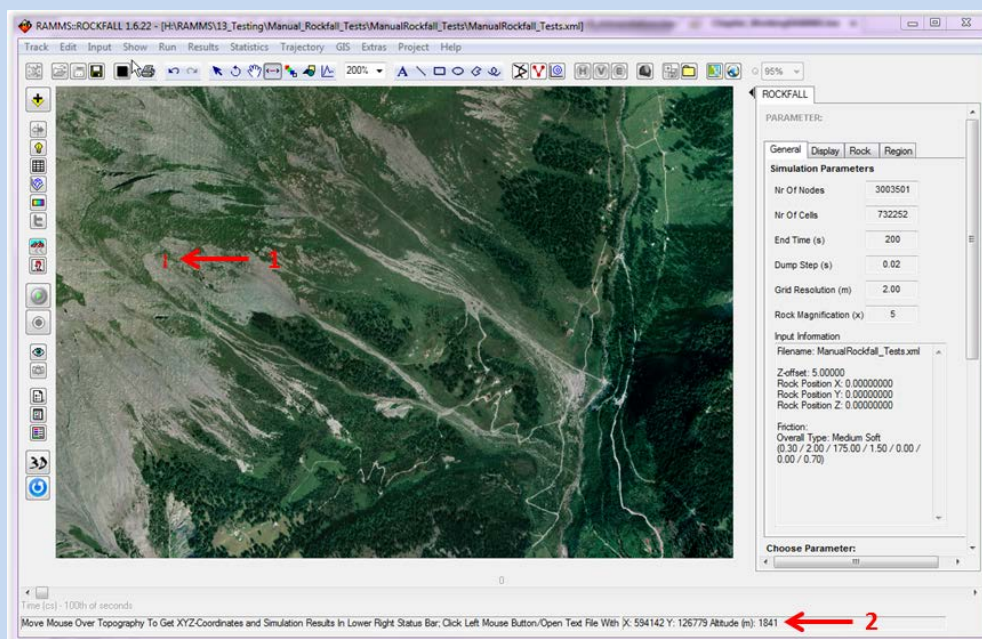 RAMMS::ROCKFALL 1.6.22 - [H:\RAMMS\13_Testing\Manual_Rockfall_Tests\ManualRockfall_Tests\ManualRockfall_Tests.xml]
Track Edit Input Show Run Results Statistics Trajectory GIS Extras Project Help
200% A H V E 95%
ROCKFALL
PARAMETER:
General Display Rock Region
Simulation Parameters
Nr Of Nodes 3003501
Nr Of Cells 732252
End Time (s) 200
Dump Step (s) 0.02
Grid Resolution (m) 2.00
Rock Magnification (x) 5
Input Information
Filename: ManualRockfall_Tests.xml
Z-offset: 5.00000
Rock Position X: 0.00000000
Rock Position Y: 0.00000000
Rock Position Z: 0.00000000
Friction:
Overall Type: Medium Soft
(0.30 / 2.00 / 175.00 / 1.50 / 0.00 /
0.00 / 0.70)
Choose Parameter:
1
0
Time (cs) - 100th of seconds
Move Mouse Over Topography To Get XYZ-Coordinates and Simulation Results In Lower Right Status Bar; Click Left Mouse Button/Open Text File With X: 594142 Y: 126779 Altitude (m): 1841
2